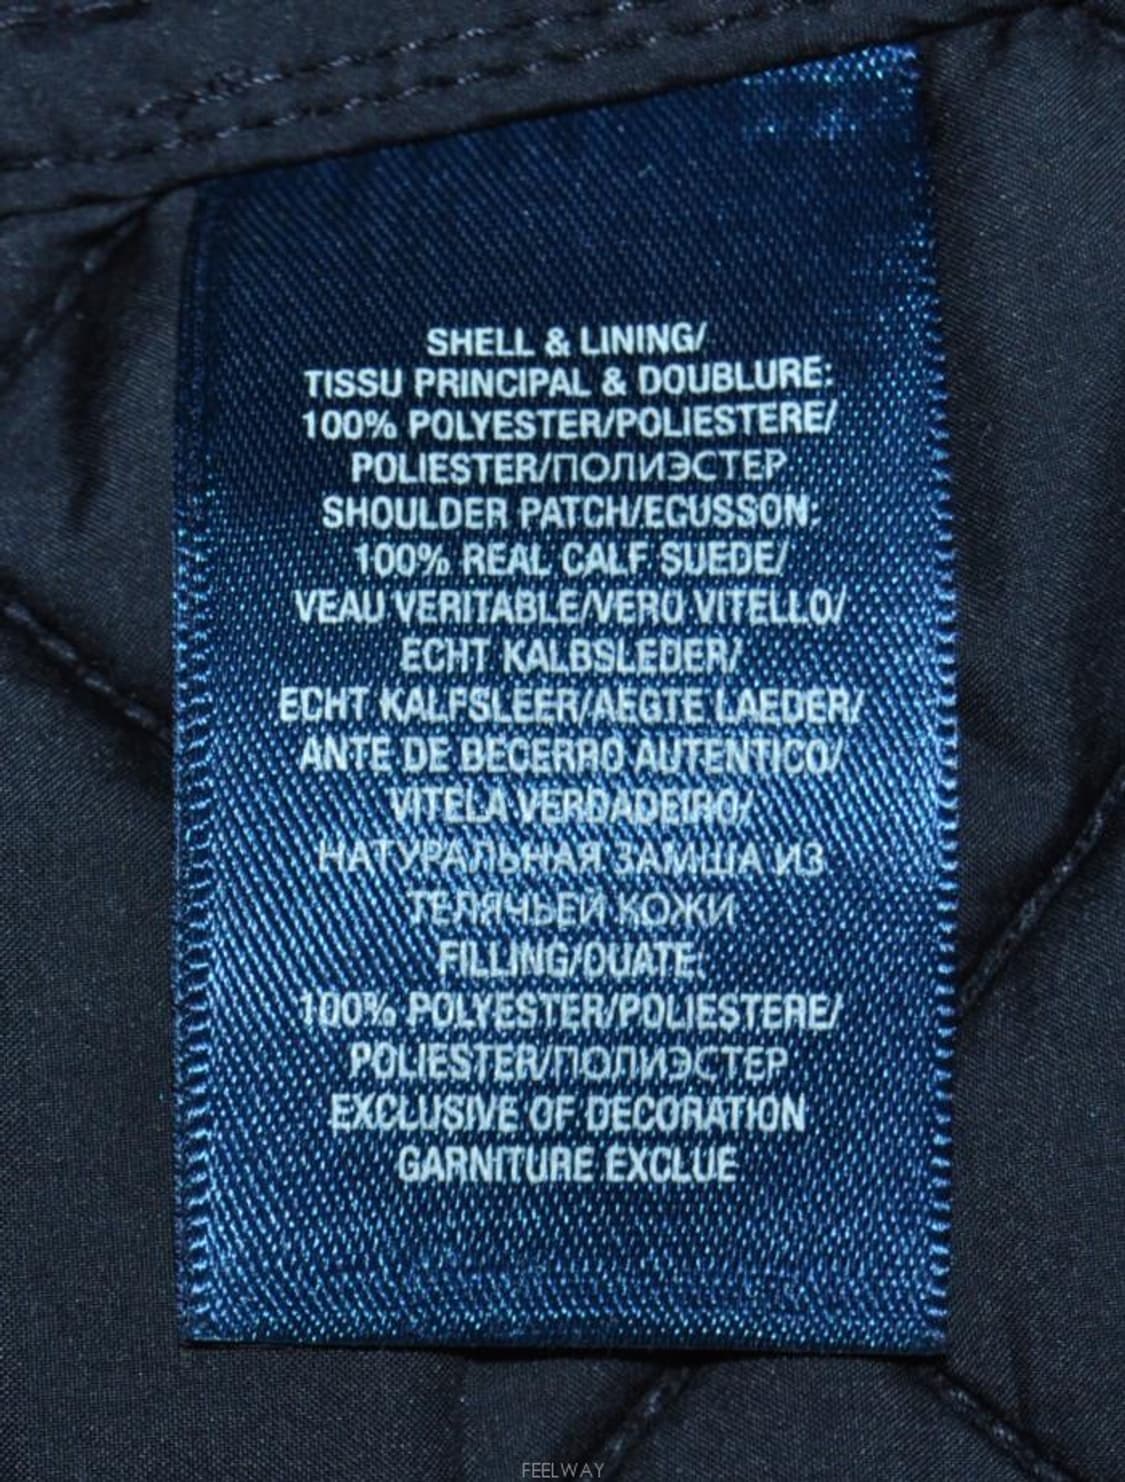 SHELL & LINING/
TISSU PRINCIPAL & DOUBLURE:
100% POLYESTER/POLIESTERE/
POLIESTER/ПОЛИЭСТЕР
SHOULDER PATCH/ECUSSON:
100% REAL CALF SUEDE/
VEAU VERITABLE/VERO VITELLO/
ECHT KALBSLEDER/
ECHT KALFSLEER/AEGTE LAEDER/
ANTE DE BECERRO AUTENTICO/
VITELA VERDADEIRO/
НАТУРАЛЬНАЯ ЗАМША ИЗ
ТЕЛЯЧЬЕЙ КОЖИ
FILLING/OUATE:
100% POLYESTER/POLIESTERE/
POLIESTER/ПОЛИЭСТЕР
EXCLUSIVE OF DECORATION
GARNITURE EXCLUE
FEELWAY